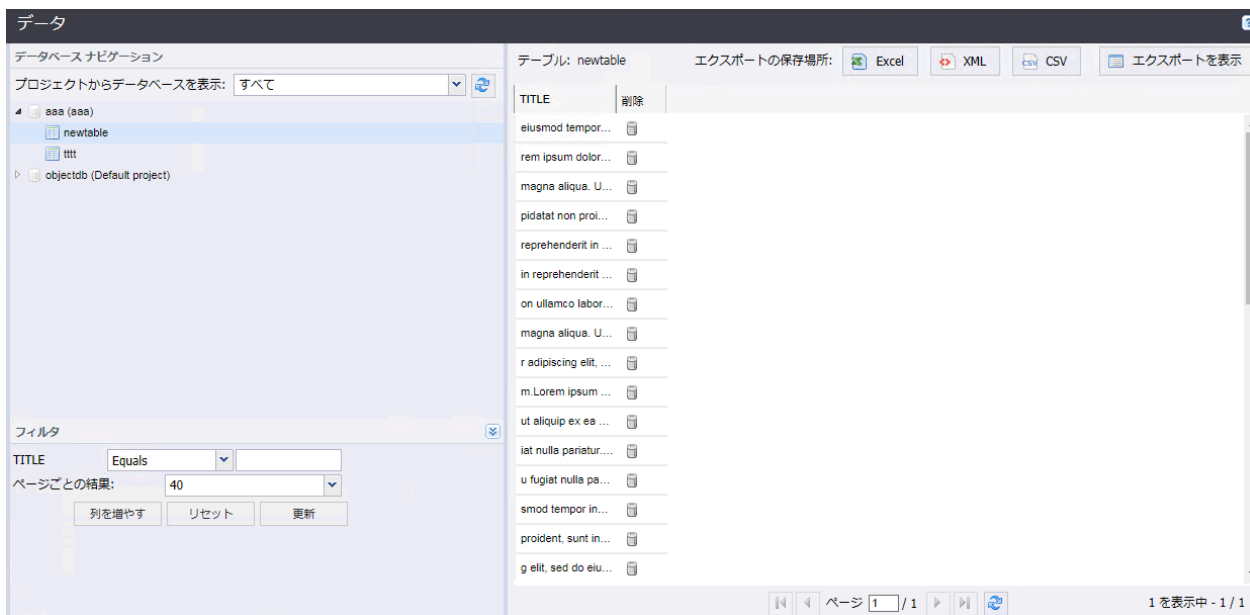 データ
データベース ナビゲーション
プロジェクトからデータベースを表示: すべて
aaa (aaa)
newtable
tttt
objectdb (Default project)
フィルタ
TITLE Equals
ページごとの結果: 40
列を増やす リセット 更新
テーブル: newtable エクスポートの保存場所: Excel XML CSV エクスポートを表示
TITLE 削除
eiusmod tempor...
rem ipsum dolor...
magna aliqua. U...
pidatat non proi...
reprehenderit in ...
in reprehenderit ...
on ullamco labor...
magna aliqua. U...
r adipiscing elit, ...
m.Lorem ipsum ...
ut aliquip ex ea ...
iat nulla pariatur....
u fugiat nulla pa...
smod tempor in...
proident, sunt in...
g elit, sed do eiu...
ページ 1 / 1 1 を表示中 - 1 / 1